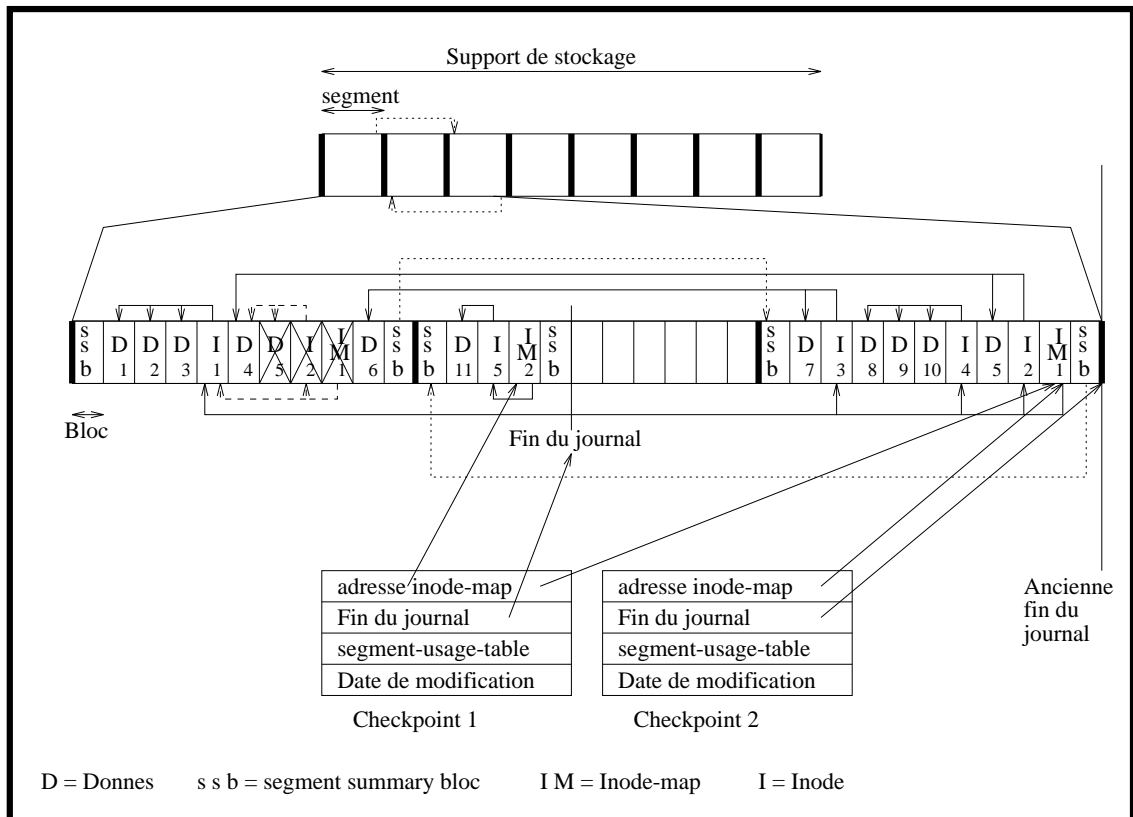 Support de stockage
segment
s s b D 1 D 2 D 3 I 1 D 4 D 5 I 2 I M 1 D 6 s s b s s b D 11 I 5 I M 2 s s b s s b D 7 I 3 D 8 D 9 D 10 I 4 D 5 I 2 I M 1 s s b
Bloc
Fin du journal
adresse inode-map
Fin du journal
segment-usage-table
Date de modification
Checkpoint 1
adresse inode-map
Fin du journal
segment-usage-table
Date de modification
Checkpoint 2
Ancienne
fin du
journal
D = Donnes s s b = segment summary bloc I M = Inode-map I = Inode